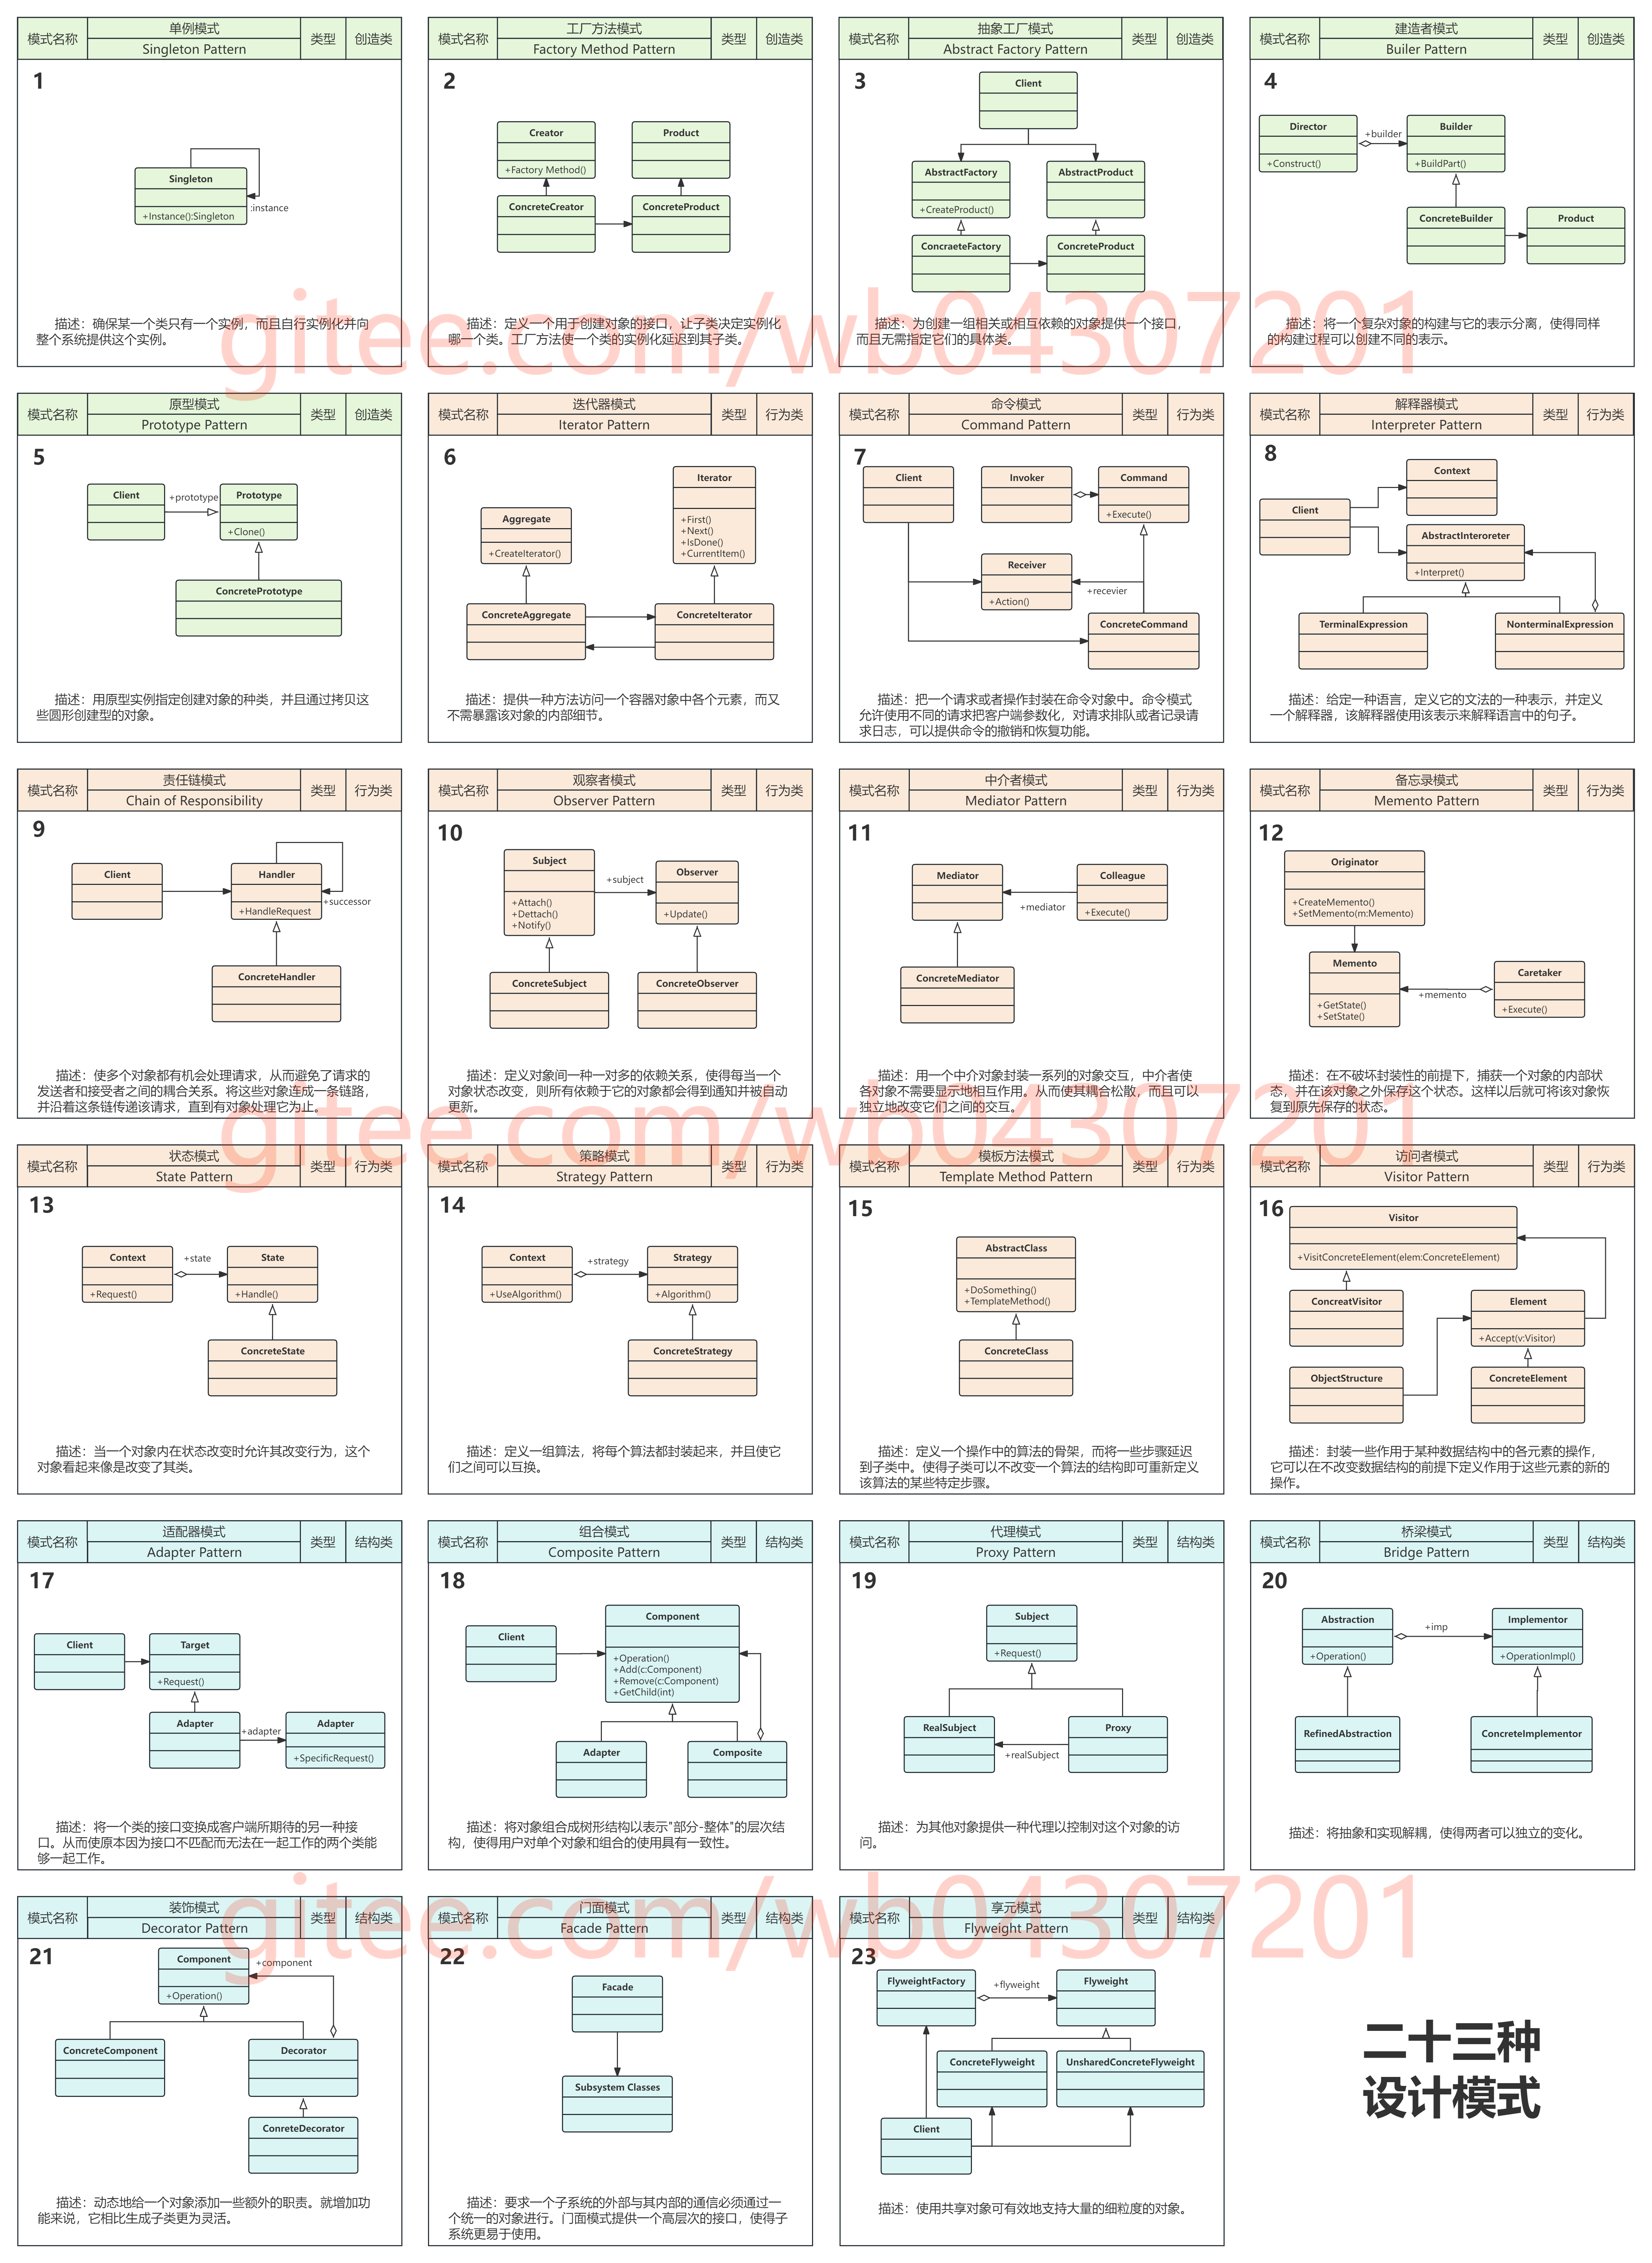 模式名称
单例模式
Singleton Pattern
类型
创造类
1
Singleton
+Instance():Singleton
:instance
描述：确保某一个类只有一个实例，而且自行实例化并向
整个系统提供这个实例。
模式名称
工厂方法模式
Factory Method Pattern
类型
创造类
2
Creator
+Factory Method()
Product
ConcreteCreator
ConcreteProduct
描述：定义一个用于创建对象的接口，让子类决定实例化
哪一个类。工厂方法使一个类的实例化延迟到其子类。
模式名称
抽象工厂模式
Abstract Factory Pattern
类型
创造类
3
Client
AbstractFactory
+CreateProduct()
AbstractProduct
ConcraeteFactory
ConcreteProduct
描述：为创建一组相关或相互依赖的对象提供一个接口，
而且无需指定它们的具体类。
模式名称
建造者模式
Builer Pattern
类型
创造类
4
Director
+Construct()
+builder
Builder
+BuildPart()
ConcreteBuilder
Product
描述：将一个复杂对象的构建与它的表示分离，使得同样
的构建过程可以创建不同的表示。
gitee.com/wb04307201
模式名称
原型模式
Prototype Pattern
类型
创造类
5
Client
+prototype
Prototype
+Clone()
ConcretePrototype
描述：用原型实例指定创建对象的种类，并且通过拷贝这
些圆形创建型的对象。
模式名称
迭代器模式
Iterator Pattern
类型
行为类
6
Iterator
+First()
+Next()
+IsDone()
+CurrentItem()
Aggregate
+CreateIterator()
ConcreteAggregate
ConcreteIterator
描述：提供一种方法访问一个容器对象中各个元素，而又
不需暴露该对象的内部细节。
模式名称
命令模式
Command Pattern
类型
行为类
7
Client
Invoker
Command
+Execute()
Receiver
+Action()
+recevier
ConcreteCommand
描述：把一个请求或者操作封装在命令对象中。命令模式
允许使用不同的请求把客户端参数化，对请求排队或者记录请
求日志，可以提供命令的撤销和恢复功能。
模式名称
解释器模式
Interpreter Pattern
类型
行为类
8
Context
Client
AbstractInteroreter
+Interpret()
TerminalExpression
NonterminalExpression
描述：给定一种语言，定义它的文法的一种表示，并定义
一个解释器，该解释器使用该表示来解释语言中的句子。
模式名称
责任链模式
Chain of Responsibility
类型
行为类
9
Client
Handler
+HandleRequest
+successor
ConcreteHandler
描述：使多个对象都有机会处理请求，从而避免了请求的
发送者和接受者之间的耦合关系。将这些对象连成一条链路，
并沿着这条链传递该请求，直到有对象处理它为止。
模式名称
观察者模式
Observer Pattern
类型
行为类
10
Subject
+Attach()
+Dettach()
+Notify()
+subject
Observer
+Update()
ConcreteSubject
ConcreteObserver
描述：定义对象间一种一对多的依赖关系，使得每当一个
对象状态改变，则所有依赖于它的对象都会得到通知并被自动
更新。
模式名称
中介者模式
Mediator Pattern
类型
行为类
11
Mediator
+mediator
Colleague
+Execute()
ConcreteMediator
描述：用一个中介对象封装一系列的对象交互，中介者使
各对象不需要显示地相互作用。从而使其耦合松散，而且可以
独立地改变它们之间的交互。
模式名称
备忘录模式
Memento Pattern
类型
行为类
12
Originator
+CreateMemento()
+SetMemento(m:Memento)
Memento
+GetState()
+SetState()
+memento
Caretaker
+Execute()
描述：在不破坏封装性的前提下，捕获一个对象的内部状
态，并在该对象之外保存这个状态。这样以后就可将该对象恢
复到原先保存的状态。
gitee.com/wb04307201
模式名称
状态模式
State Pattern
类型
行为类
13
Context
+Request()
+state
State
+Handle()
ConcreteState
描述：当一个对象内在状态改变时允许其改变行为，这个
对象看起来像是改变了其类。
模式名称
策略模式
Strategy Pattern
类型
行为类
14
Context
+UseAlgorithm()
+strategy
Strategy
+Algorithm()
ConcreteStrategy
描述：定义一组算法，将每个算法都封装起来，并且使它
们之间可以互换。
模式名称
模板方法模式
Template Method Pattern
类型
行为类
15
AbstractClass
+DoSomething()
+TemplateMethod()
ConcreteClass
描述：定义一个操作中的算法的骨架，而将一些步骤延迟
到子类中。使得子类可以不改变一个算法的结构即可重新定义
该算法的某些特定步骤。
模式名称
访问者模式
Visitor Pattern
类型
行为类
16
Visitor
+VisitConcreteElement(elem:ConcreteElement)
ConcreatVisitor
Element
+Accept(v:Visitor)
ObjectStructure
ConcreteElement
描述：封装一些作用于某种数据结构中的各元素的操作，
它可以在不改变数据结构的前提下定义作用于这些元素的新的
操作。
模式名称
适配器模式
Adapter Pattern
类型
结构类
17
Client
Target
+Request()
Adapter
+adapter
Adapter
+SpecificRequest()
描述：将一个类的接口变换成客户端所期待的另一种接
口。从而使原本因为接口不匹配而无法在一起工作的两个类能
够一起工作。
模式名称
组合模式
Composite Pattern
类型
结构类
18
Client
Component
+Operation()
+Add(c:Component)
+Remove(c:Component)
+GetChild(int)
Adapter
Composite
描述：将对象组合成树形结构以表示"部分-整体"的层次结
构，使得用户对单个对象和组合的使用具有一致性。
模式名称
代理模式
Proxy Pattern
类型
结构类
19
Subject
+Request()
RealSubject
+realSubject
Proxy
描述：为其他对象提供一种代理以控制对这个对象的访
问。
模式名称
桥梁模式
Bridge Pattern
类型
结构类
20
Abstraction
+Operation()
+imp
Implementor
+OperationImpl()
RefinedAbstraction
ConcreteImplementor
描述：将抽象和实现解耦，使得两者可以独立的变化。
模式名称
装饰模式
Decorator Pattern
类型
结构类
21
Component
+Operation()
+component
ConcreteComponent
Decorator
ConreteDecorator
描述：动态地给一个对象添加一些额外的职责。就增加功
能来说，它相比生成子类更为灵活。
模式名称
门面模式
Facade Pattern
类型
结构类
22
Facade
Subsystem Classes
描述：要求一个子系统的外部与其内部的通信必须通过一
个统一的对象进行。门面模式提供一个高层次的接口，使得子
系统更易于使用。
模式名称
享元模式
Flyweight Pattern
类型
结构类
23
FlyweightFactory
+flyweight
Flyweight
ConcreteFlyweight
UnsharedConcreteFlyweight
Client
描述：使用共享对象可有效地支持大量的细粒度的对象。
gitee.com/wb04307201
二十三种
设计模式